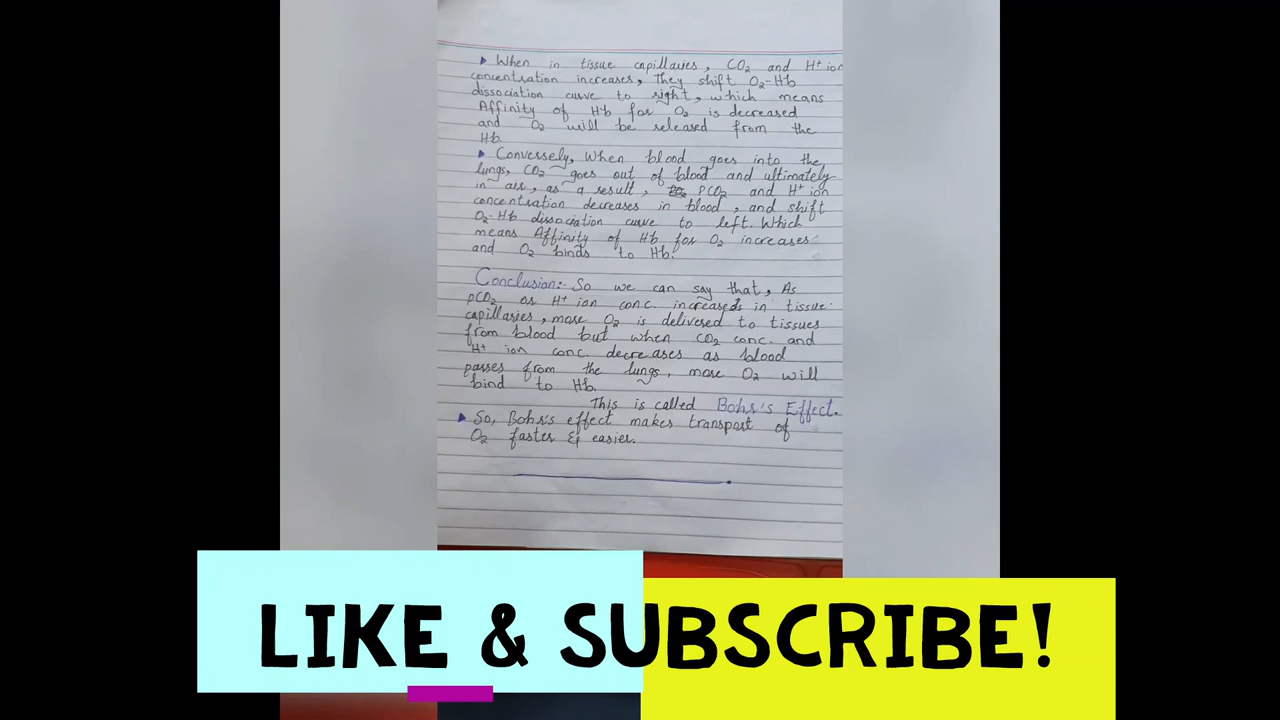 ▸ When in tissue capillaries, CO₂ and H⁺ ion
concentration increases, They shift O₂-Hb
dissociation curve to right, which means
Affinity of Hb for O₂ is decreased
and O₂ will be released from the
Hb.
▸ Conversely, When blood goes into the
lungs, CO₂ goes out of blood and ultimately
in air, as a result, PCO₂ and H⁺ ion
concentration decreases in blood, and shift
O₂-Hb dissociation curve to left. Which
means Affinity of Hb for O₂ increases
and O₂ binds to Hb.
Conclusion:- So we can say that, As
pCO₂ or H⁺ ion conc. increases in tissue
capillaries, more O₂ is delivered to tissues
from blood but when CO₂ conc. and
H⁺ ion conc. decreases as blood
passes from the lungs, more O₂ will
bind to Hb.
This is called Bohr's Effect.
▸ So, Bohr's effect makes transport of
O₂ faster & easier.
LIKE & SUBSCRIBE!